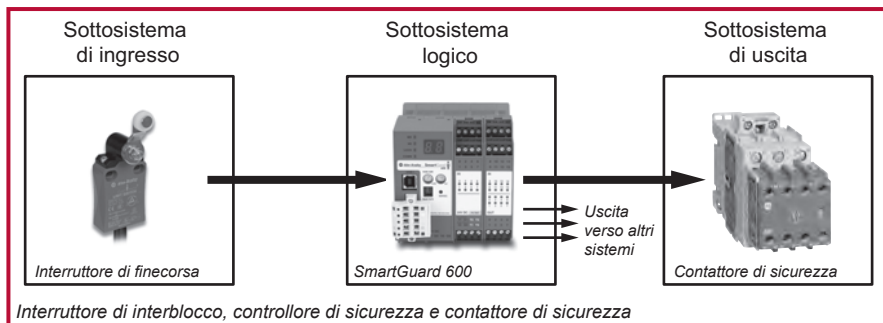 Sottosistema
di ingresso
Sottosistema
logico
Sottosistema
di uscita
Interruttore di finecorsa
SmartGuard 600
Uscita
verso altri
sistemi
Contattore di sicurezza
Interruttore di interblocco, controllore di sicurezza e contattore di sicurezza